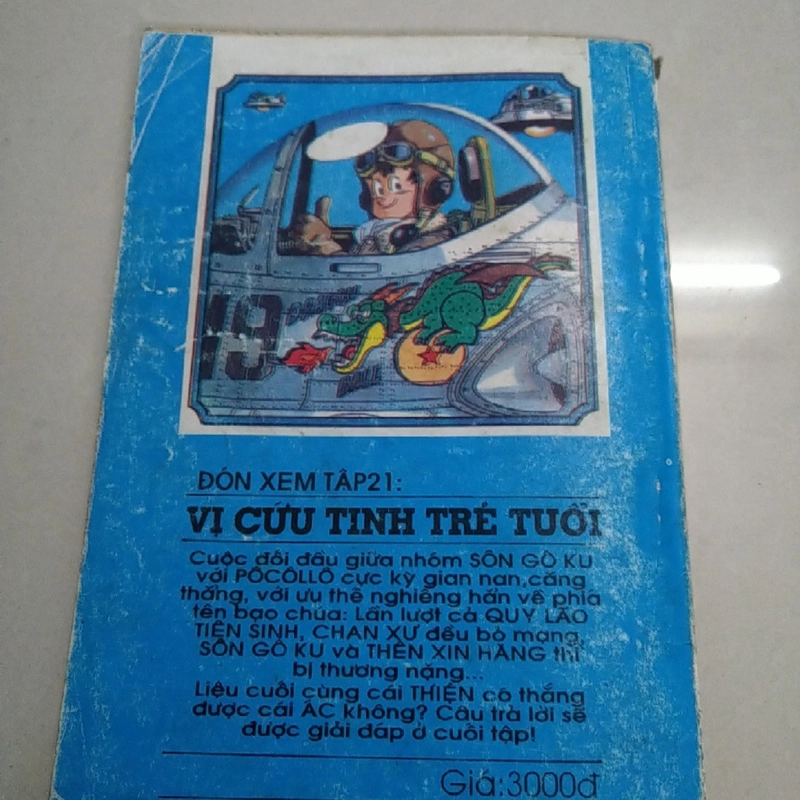 19
ĐÓN XEM TẬP21:
VỊ CỨU TINH TRẺ TUỔI
Cuộc đối đầu giữa nhóm SÔN GÔ KU
với PÔCÔLLÔ cực kỳ gian nan,căng
thẳng, với ưu thế nghiêng hẳn về phía
tên bạo chúa: Lần lượt cả QUY LÃO
TIÊN SINH, CHAN XƯ đều bỏ mạng,
SÔN GÔ KU và THÊN XIN HĂNG thì
bị thương nặng...
Liệu cuối cùng cái THIỆN có thắng
được cái ÁC không? Câu trả lời sẽ
được giải đáp ở cuối tập!
Giá:3000đ